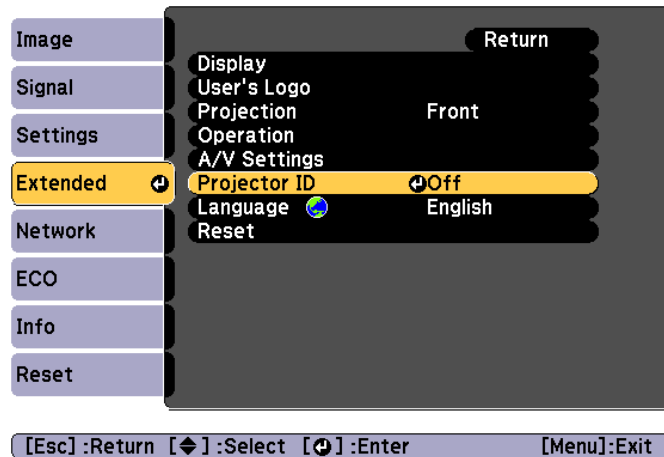 Image
Signal
Settings
Extended
Network
ECO
Info
Reset
Return
Display
User's Logo
Projection Front
Operation
A/V Settings
Projector ID Off
Language English
Reset
[Esc] :Return [ ] :Select [ ] :Enter [Menu]:Exit